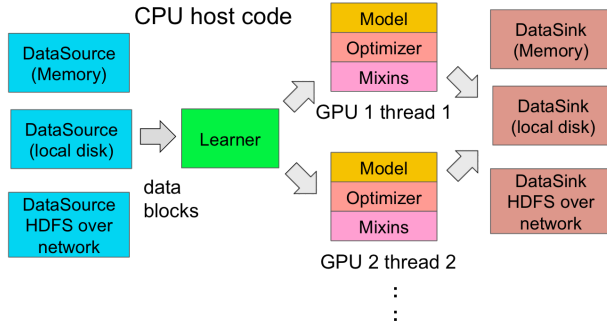 CPU host code
DataSource
(Memory)
DataSource
(local disk)
DataSource
HDFS over
network
data
blocks
Learner
Model
Optimizer
Mixins
GPU 1 thread 1
Model
Optimizer
Mixins
GPU 2 thread 2
DataSink
(Memory)
DataSink
(local disk)
DataSink
HDFS over
network